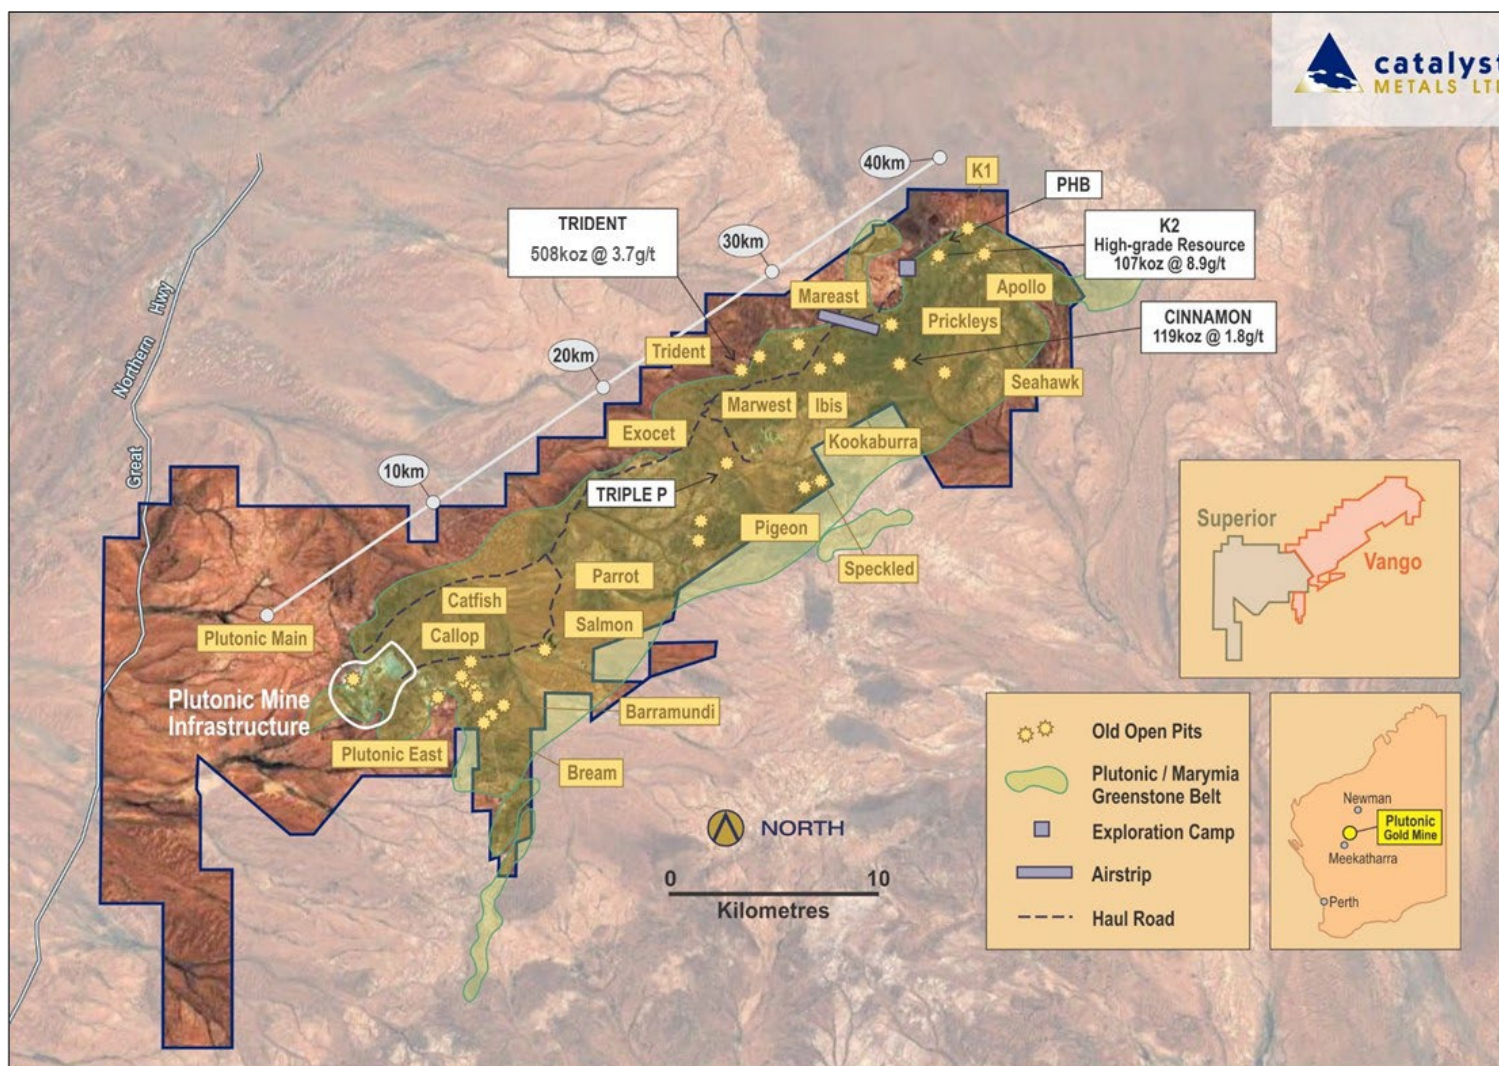 catalyst
METALS LTD
40km
K1
PHB
TRIDENT
508koz @ 3.7g/t
30km
K2
High-grade Resource
107koz @ 8.9g/t
Mareast
Apollo
Prickleys
CINNAMON
119koz @ 1.8g/t
20km
Trident
Seahawk
Marwest
Ibis
Exocet
Kookaburra
10km
TRIPLE P
Pigeon
Speckled
Parrot
Catfish
Salmon
Callop
Plutonic Main
Plutonic Mine
Infrastructure
Barramundi
Plutonic East
Bream
Great Northern Hwy
NORTH
0 10
Kilometres
Superior
Vango
Old Open Pits
Plutonic / Marymia
Greenstone Belt
Exploration Camp
Airstrip
Haul Road
Newman
Plutonic
Gold Mine
Meekatharra
Perth